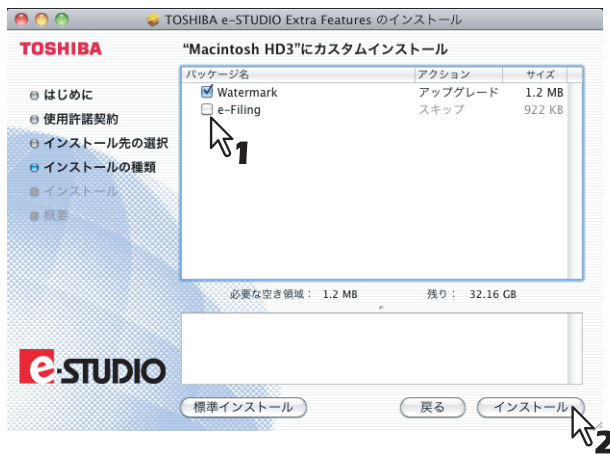 TOSHIBA e-STUDIO Extra Features のインストール
TOSHIBA
“Macintosh HD3”にカスタムインストール
はじめに
使用許諾契約
インストール先の選択
インストールの種類
インストール
概要
パッケージ名 アクション サイズ
Watermark アップグレード 1.2 MB
e-Filing スキップ 922 KB
1
必要な空き領域： 1.2 MB 残り： 32.16 GB
e-STUDIO
標準インストール 戻る インストール
2